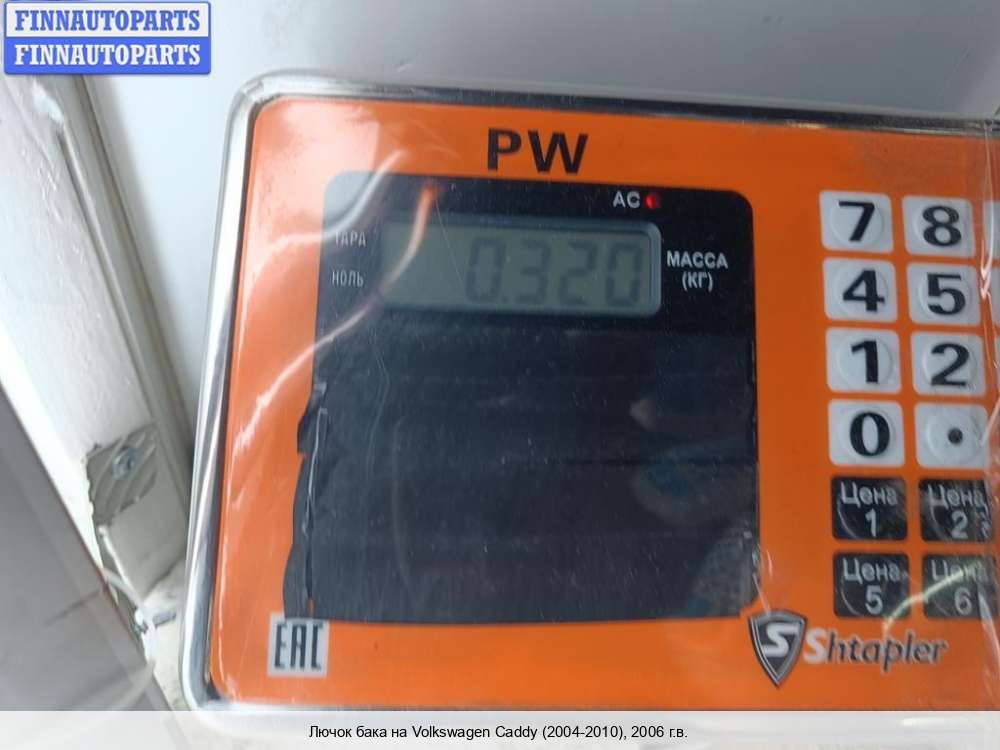 FINNAUTOPARTS
FINNAUTOPARTS
PW
AC
ТАРА
НОЛЬ
0.320
МАССА
(КГ)
7 8
4 5
1 2
0 .
Цена 1
Цена 2
Цена 5
Цена 6
EAC
S Shtapler
Лючок бака на Volkswagen Caddy (2004-2010), 2006 г.в.